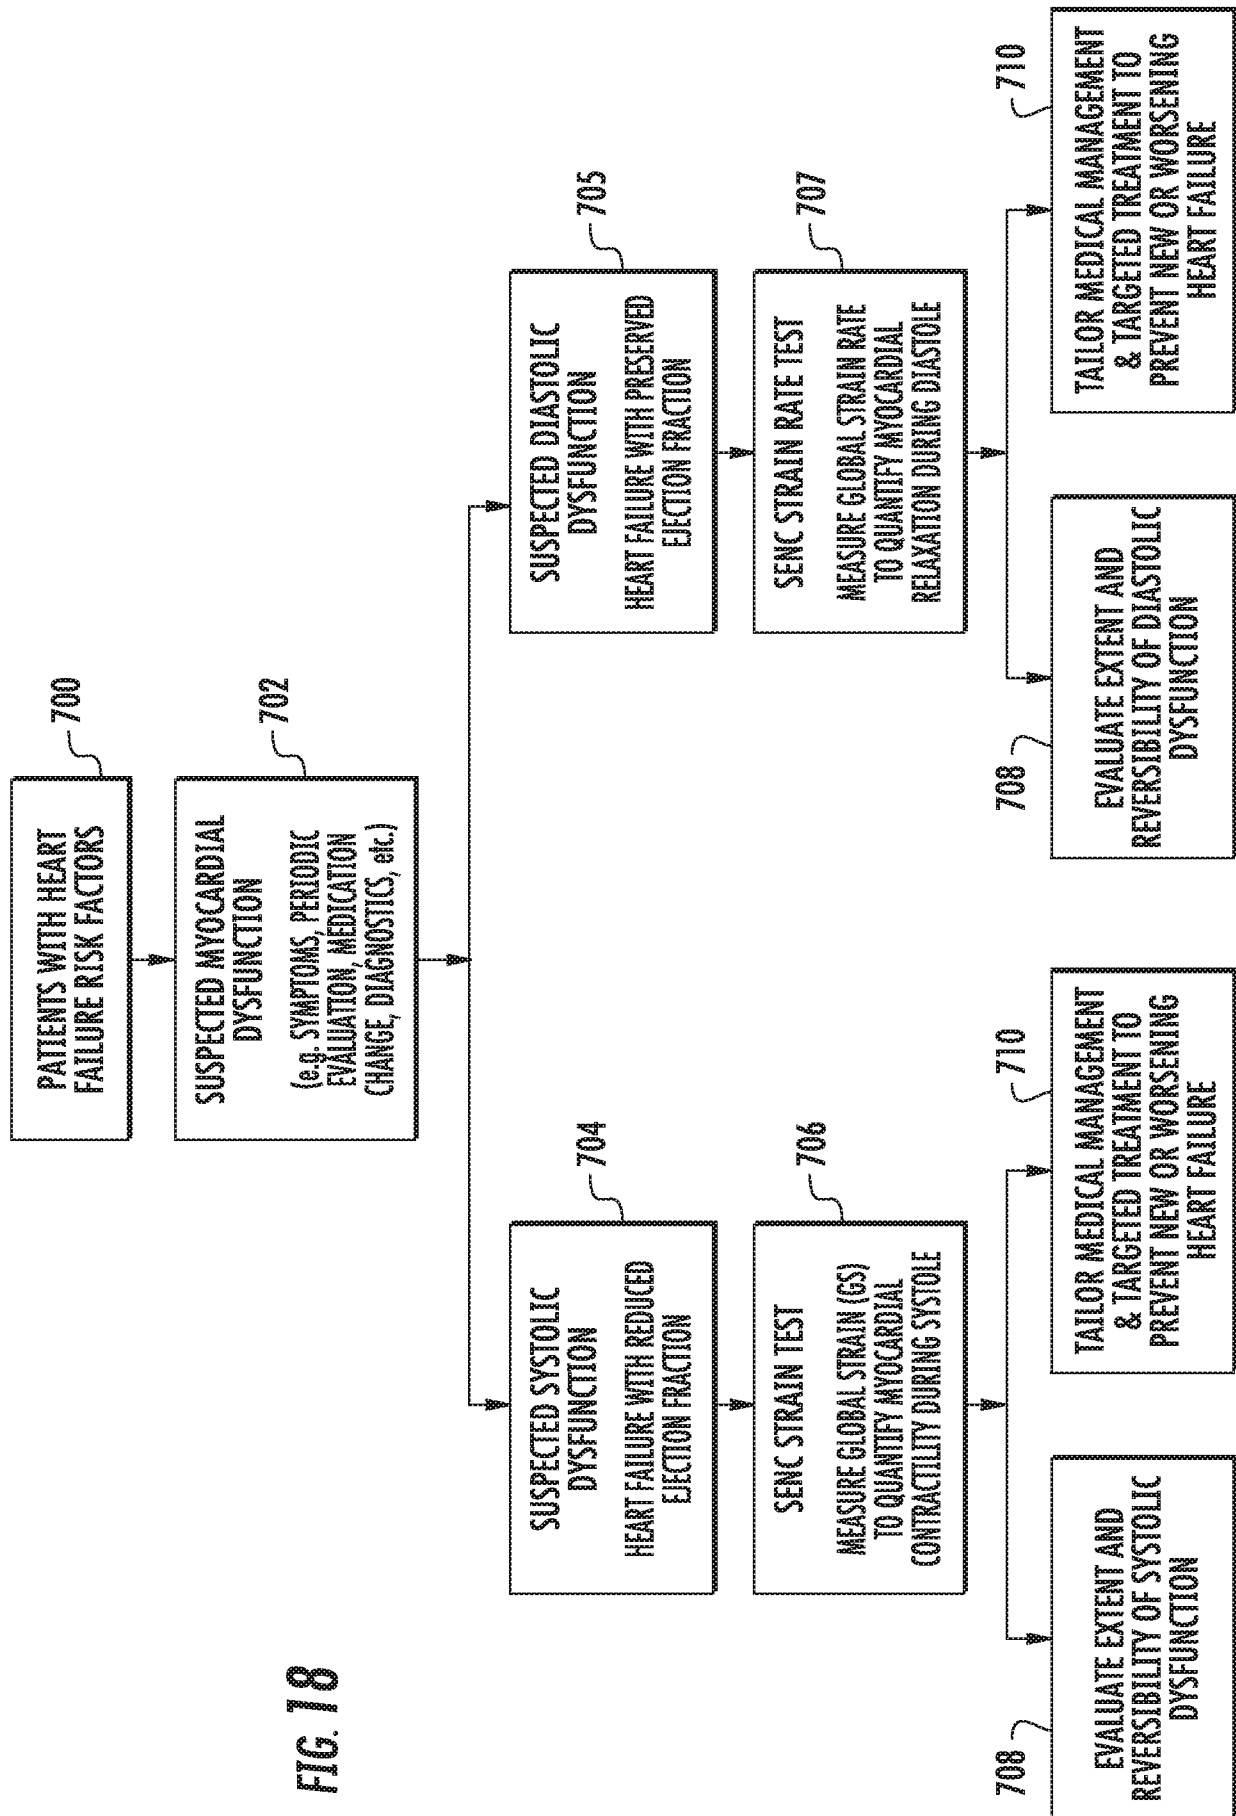 FIG. 18
PATIENTS WITH HEART
FAILURE RISK FACTORS
700
SUSPECTED MYOCARDIAL
DYSFUNCTION
(e.g. SYMPTOMS, PERIODIC
EVALUATION, MEDICATION
CHANGE, DIAGNOSTICS, etc.)
702
SUSPECTED SYSTOLIC
DYSFUNCTION
HEART FAILURE WITH REDUCED
EJECTION FRACTION
704
SUSPECTED DIASTOLIC
DYSFUNCTION
HEART FAILURE WITH PRESERVED
EJECTION FRACTION
705
SENC STRAIN TEST
MEASURE GLOBAL STRAIN (GS)
TO QUANTIFY MYOCARDIAL
CONTRACTILITY DURING SYSTOLE
706
SENC STRAIN RATE TEST
MEASURE GLOBAL STRAIN RATE
TO QUANTIFY MYOCARDIAL
RELAXATION DURING DIASTOLE
707
708
EVALUATE EXTENT AND
REVERSIBILITY OF SYSTOLIC
DYSFUNCTION
710
TAILOR MEDICAL MANAGEMENT
& TARGETED TREATMENT TO
PREVENT NEW OR WORSENING
HEART FAILURE
708
EVALUATE EXTENT AND
REVERSIBILITY OF DIASTOLIC
DYSFUNCTION
710
TAILOR MEDICAL MANAGEMENT
& TARGETED TREATMENT TO
PREVENT NEW OR WORSENING
HEART FAILURE